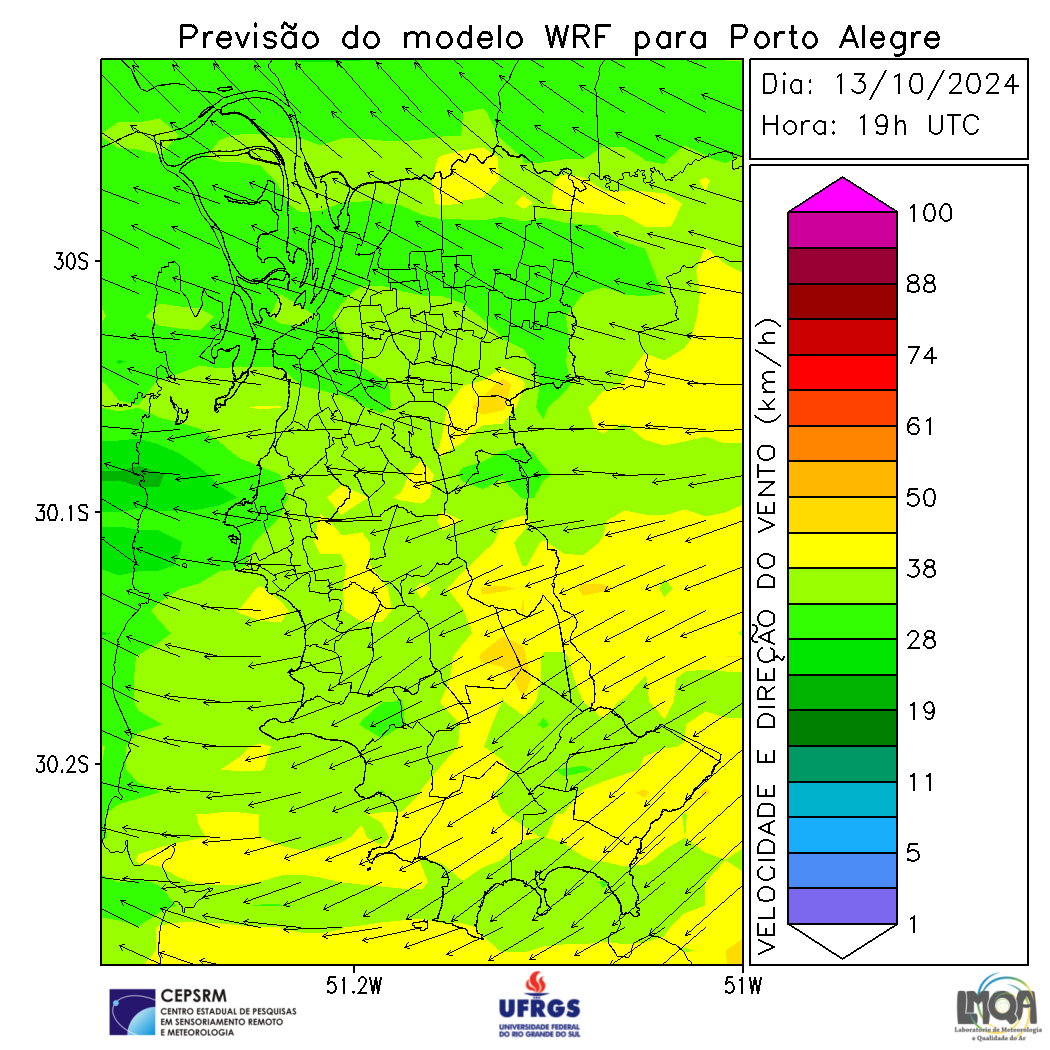 Previsão do modelo WRF para Porto Alegre
Dia: 13/10/2024
Hora: 19h UTC
30S
30.1S
30.2S
51.2W
51W
VELOCIDADE E DIREÇÃO DO VENTO (km/h)
100
88
74
61
50
38
28
19
11
5
1
CEPSRM
CENTRO ESTADUAL DE PESQUISAS
EM SENSORIAMENTO REMOTO
E METEOROLOGIA
UFRGS
UNIVERSIDADE FEDERAL
DO RIO GRANDE DO SUL
LMQA
Laboratório de Meteorologia
e Qualidade do Ar